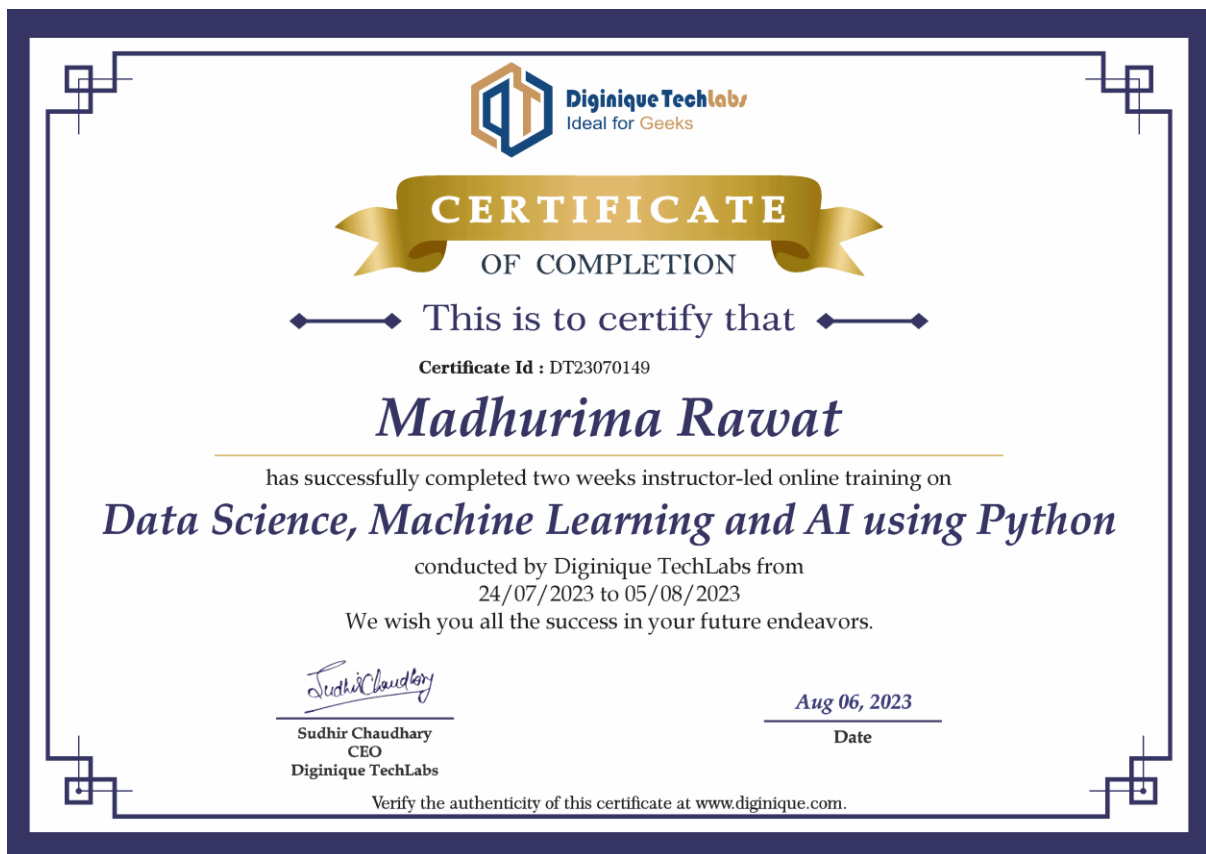 Diginique TechLabs
Ideal for Geeks
CERTIFICATE
OF COMPLETION
This is to certify that
Certificate Id : DT23070149
Madhurima Rawat
has successfully completed two weeks instructor-led online training on
Data Science, Machine Learning and AI using Python
conducted by Diginique TechLabs from
24/07/2023 to 05/08/2023
We wish you all the success in your future endeavors.
Sudhir Chaudhary
Aug 06, 2023
Sudhir Chaudhary
Date
CEO
Diginique TechLabs
Verify the authenticity of this certificate at www.diginique.com.